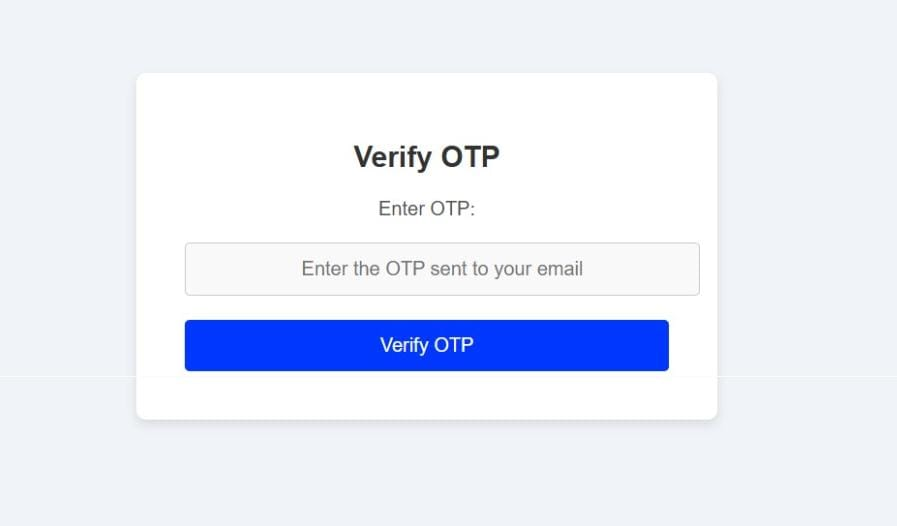 Verify OTP
Enter OTP:
Enter the OTP sent to your email
Verify OTP